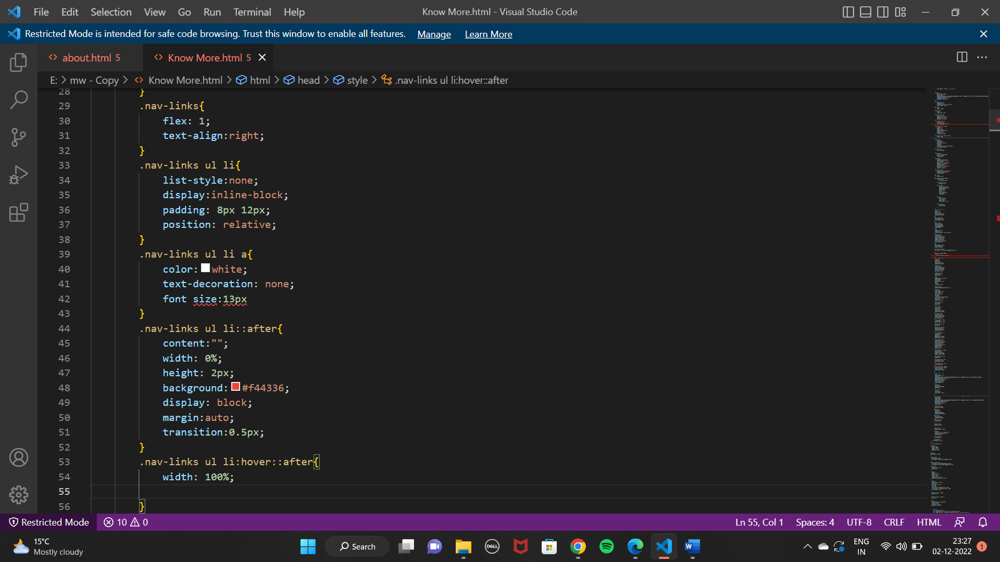 File Edit Selection View Go Run Terminal Help Know More.html - Visual Studio Code
Restricted Mode is intended for safe code browsing. Trust this window to enable all features. Manage Learn More
about.html 5 Know More.html 5
E: > mw - Copy > Know More.html > html > head > style > .nav-links ul li:hover::after
28 }
29 .nav-links{
30 flex: 1;
31 text-align:right;
32 }
33 .nav-links ul li{
34 list-style:none;
35 display:inline-block;
36 padding: 8px 12px;
37 position: relative;
38 }
39 .nav-links ul li a{
40 color:white;
41 text-decoration: none;
42 font size:13px
43 }
44 .nav-links ul li::after{
45 content:"";
46 width: 0%;
47 height: 2px;
48 background:#f44336;
49 display: block;
50 margin:auto;
51 transition:0.5px;
52 }
53 .nav-links ul li:hover::after{
54 width: 100%;
55
56 }
Restricted Mode 10 0 Ln 55, Col 1 Spaces: 4 UTF-8 CRLF HTML
15°C
Mostly cloudy
Search
DELL
W
ENG
IN
23:27
02-12-2022
1